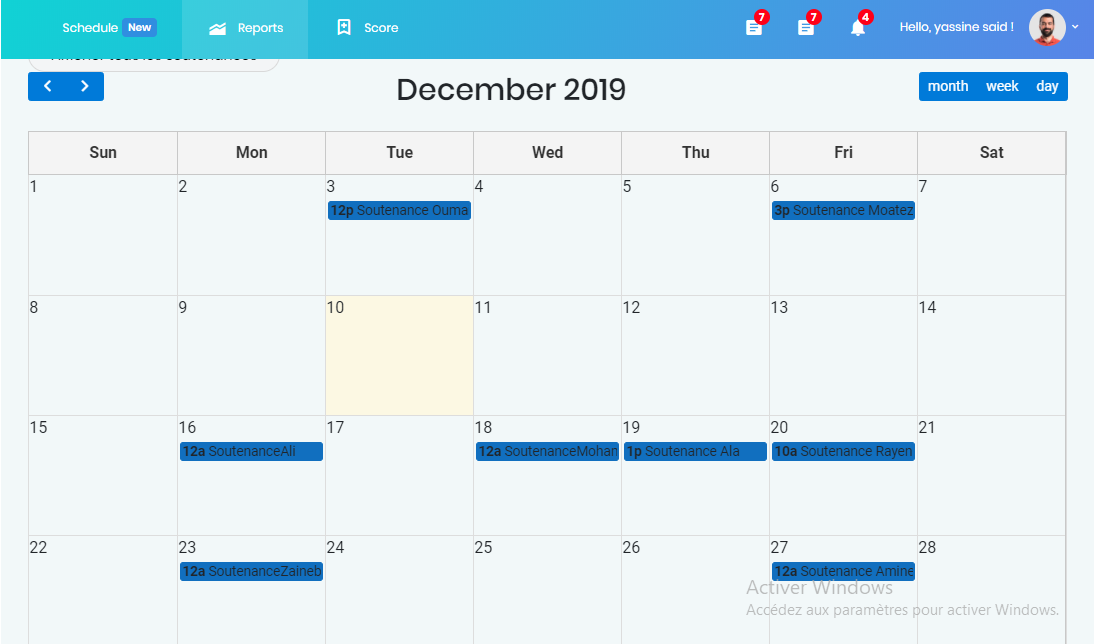 Schedule New Reports Score 7 7 4 Hello, yassine said !
Afficher tout les soutenances
December 2019
month week day
Sun Mon Tue Wed Thu Fri Sat
1 2 3 4 5 6 7
12p Soutenance Ouma 3p Soutenance Moatez
8 9 10 11 12 13 14
15 16 17 18 19 20 21
12a SoutenanceAli 12a SoutenanceMohan 1p Soutenance Ala 10a Soutenance Rayen
22 23 24 25 26 27 28
12a SoutenanceZaineb 12a Soutenance Amine
Activer Windows
Accédez aux paramètres pour activer Windows.